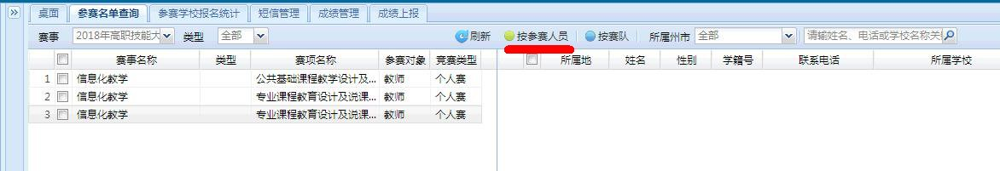 桌面 参赛名单查询 参赛学校报名统计 短信管理 成绩管理 成绩上报
赛事 2018年高职技能大 类型 全部 刷新 按参赛人员 按赛队 所属州市 全部 请输姓名、电话或学校名称关
赛事名称 类型 赛项名称 参赛对象 竞赛类型 所属地 姓名 性别 学籍号 联系电话 所属学校
1 信息化教学 公共基础课程教学设计及... 教师 个人赛
2 信息化教学 专业课程教育设计及说课... 教师 个人赛
3 信息化教学 专业课程教育设计及说课... 教师 个人赛